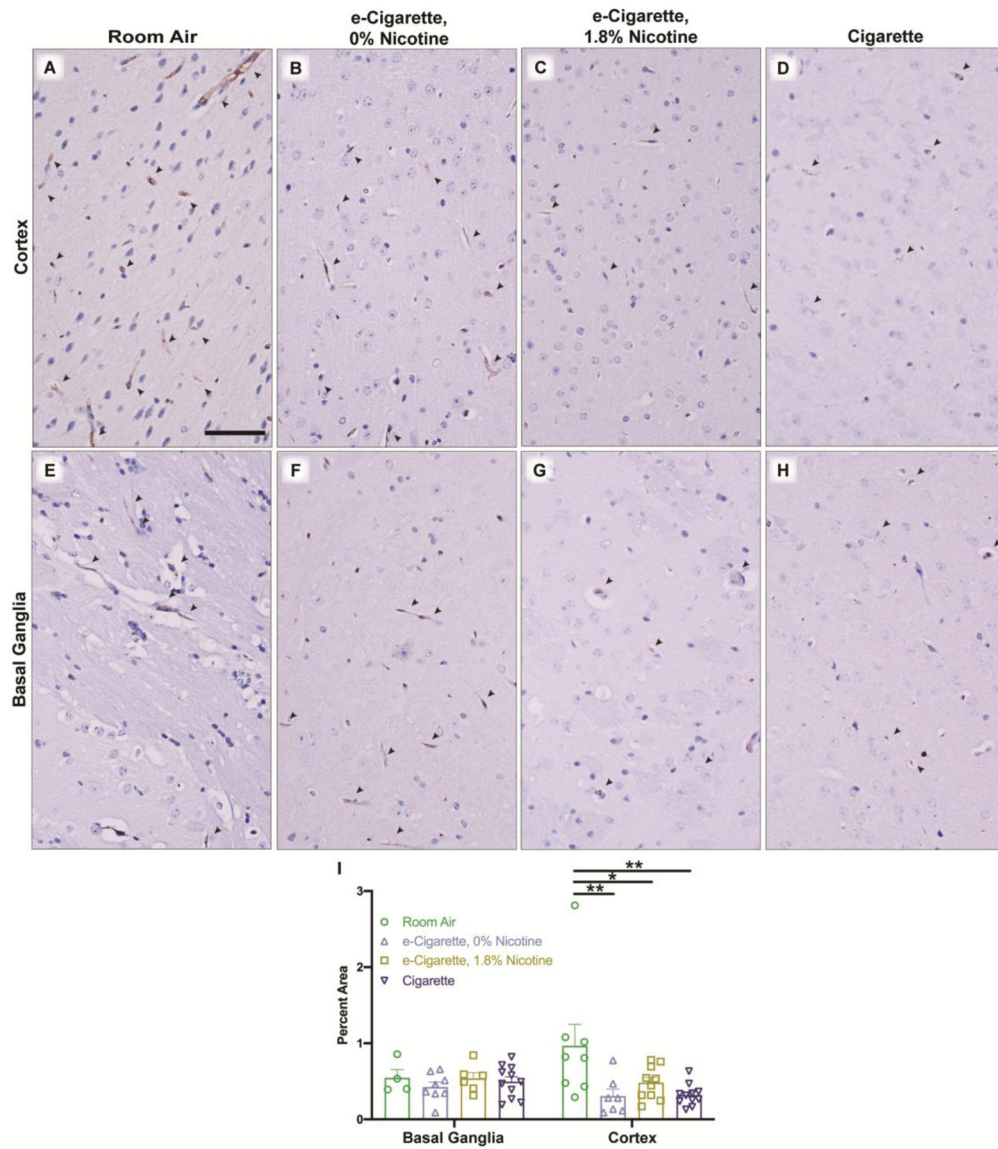 Room Air
e-Cigarette,
0% Nicotine
e-Cigarette,
1.8% Nicotine
Cigarette
Cortex
A
B
C
D
Basal Ganglia
E
F
G
H
I
**
*
**
Percent Area
3
2
1
0
Room Air
e-Cigarette, 0% Nicotine
e-Cigarette, 1.8% Nicotine
Cigarette
Basal Ganglia
Cortex